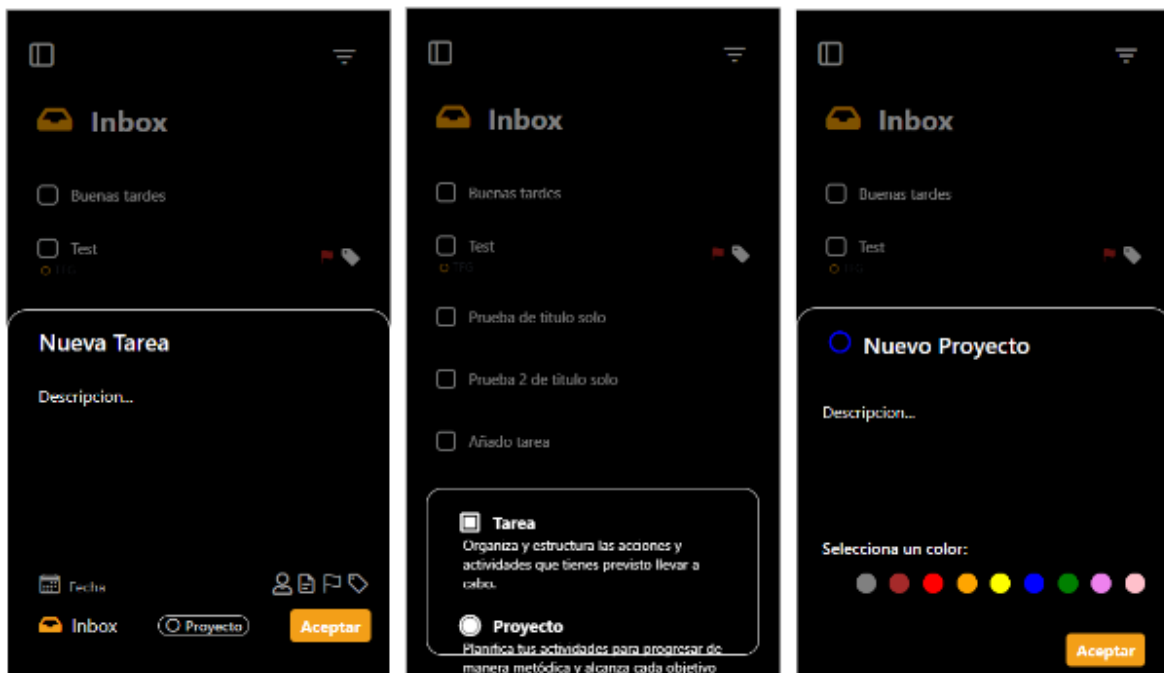 Inbox
Buenas tardes
Test
Nueva Tarea
Descripcion...
Fecha
Inbox
Proyecto
Aceptar
Inbox
Buenas tardes
Test
TFG
Prueba de titulo solo
Prueba 2 de titulo solo
Añado tarea
Tarea
Organiza y estructura las acciones y
actividades que tienes previsto llevar a
cabo.
Proyecto
Planifica tus actividades para progresar de
manera metódica y alcanza cada objetivo
Inbox
Buenas tardes
Test
Nuevo Proyecto
Descripcion...
Selecciona un color:
Aceptar